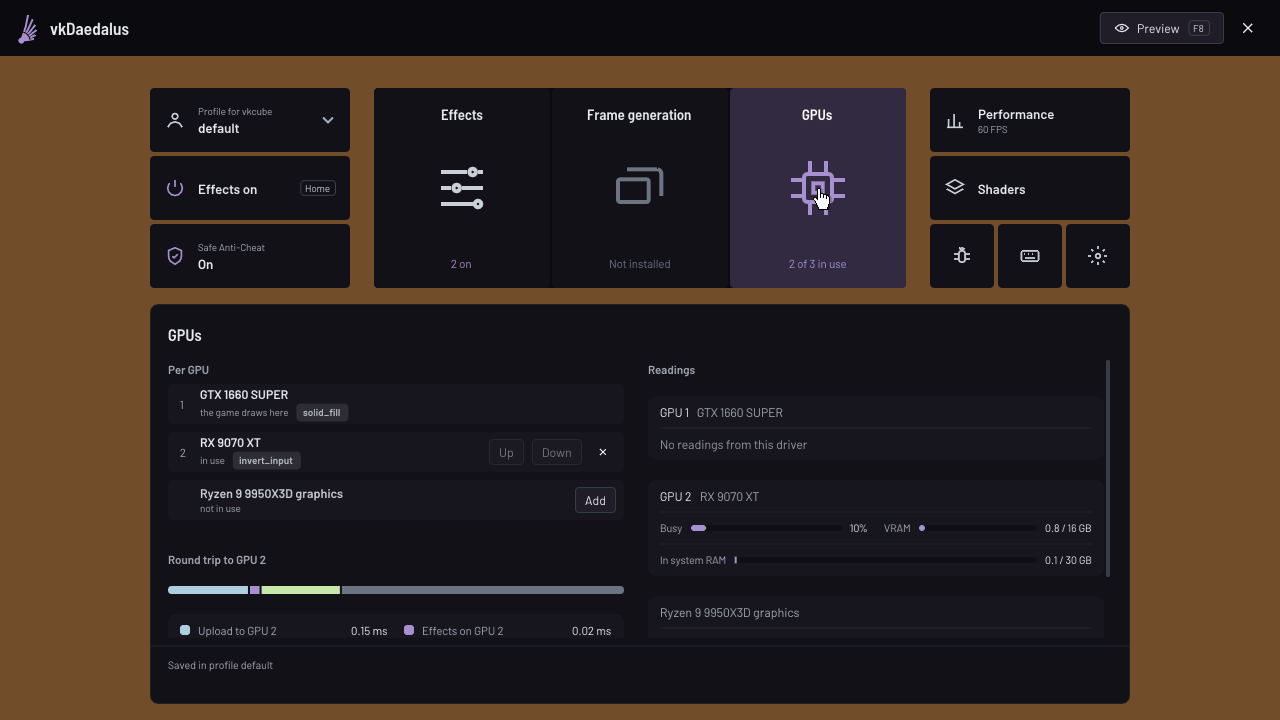 vkDaedalus
Preview F8
Profile for vkcube
default
Effects on Home
Safe Anti-Cheat
On
Effects
2 on
Frame generation
Not installed
GPUs
2 of 3 in use
Performance
60 FPS
Shaders
GPUs
Per GPU
1 GTX 1660 SUPER
the game draws here solid_fill
2 RX 9070 XT
in use invert_input
Up Down
Ryzen 9 9950X3D graphics
not in use
Add
Round trip to GPU 2
Upload to GPU 2 0.15 ms Effects on GPU 2 0.02 ms
Readings
GPU 1 GTX 1660 SUPER
No readings from this driver
GPU 2 RX 9070 XT
Busy 10% VRAM 0.8 / 16 GB
In system RAM 0.1 / 30 GB
Ryzen 9 9950X3D graphics
Saved in profile default